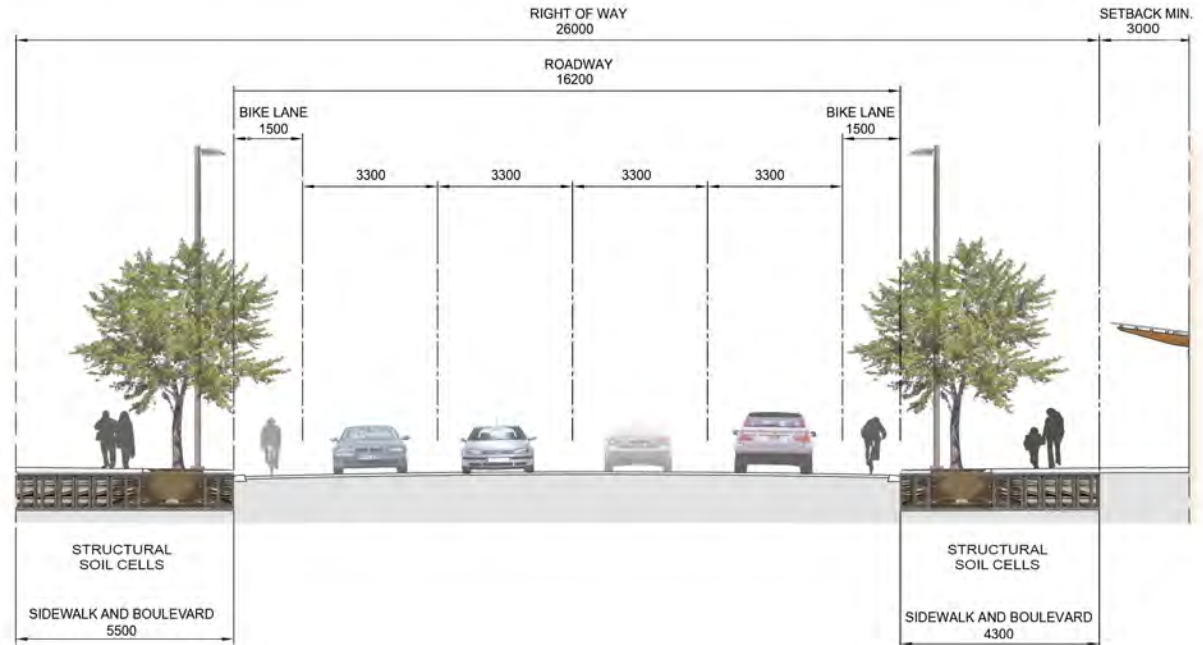 RIGHT OF WAY
26000
SETBACK MIN.
3000
ROADWAY
16200
BIKE LANE
1500
BIKE LANE
1500
3300
3300
3300
3300
STRUCTURAL
SOIL CELLS
STRUCTURAL
SOIL CELLS
SIDEWALK AND BOULEVARD
5500
SIDEWALK AND BOULEVARD
4300